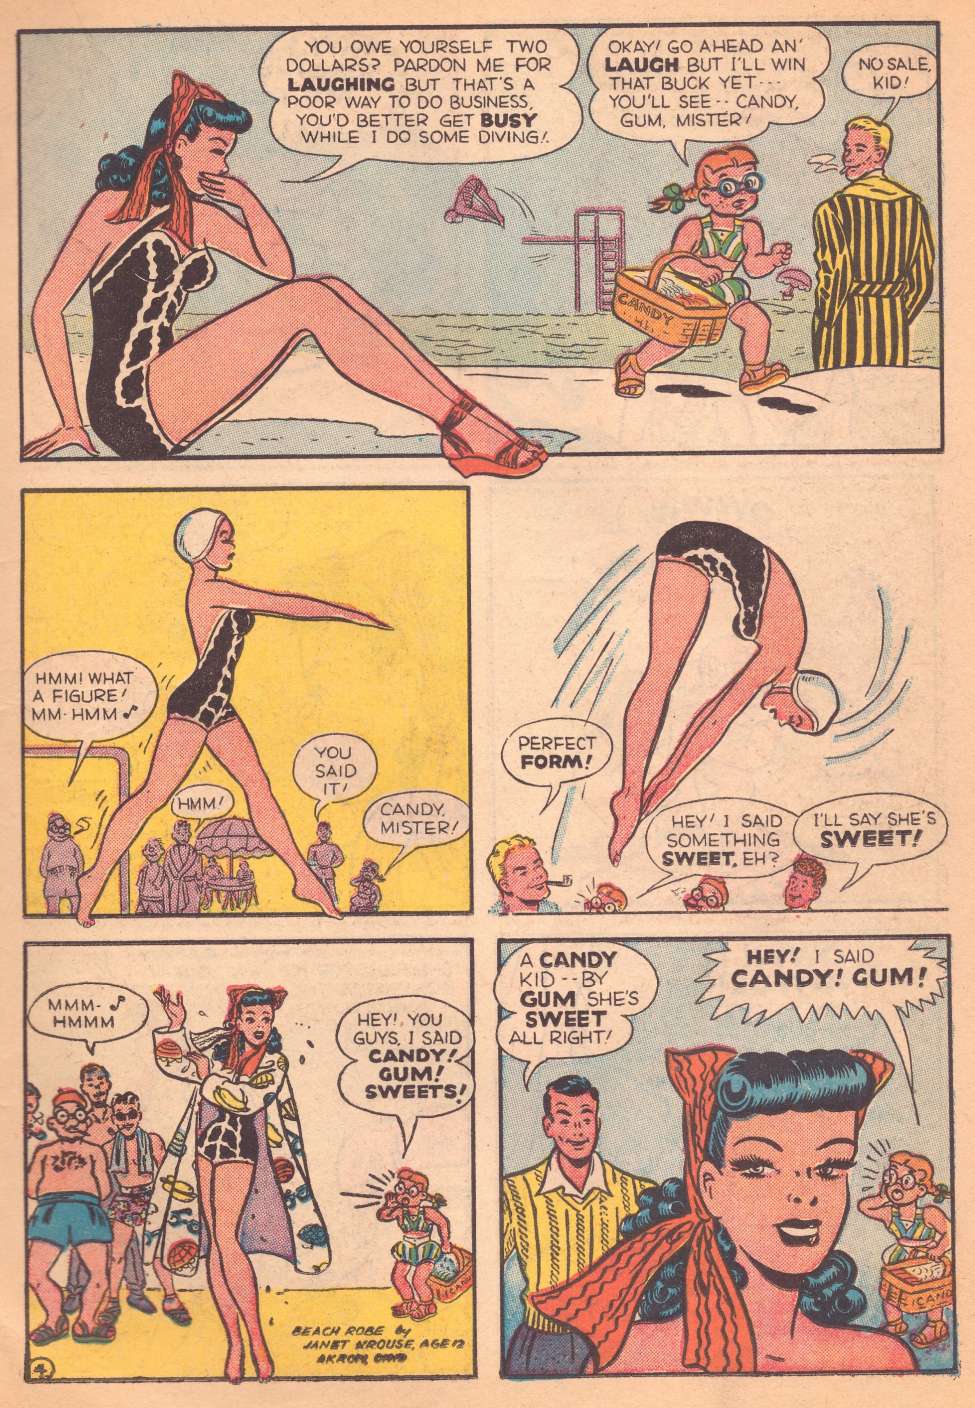 YOU OWE YOURSELF TWO
DOLLARS? PARDON ME FOR
LAUGHING BUT THAT'S A
POOR WAY TO DO BUSINESS,
YOU'D BETTER GET BUSY
WHILE I DO SOME DIVING!.
OKAY! GO AHEAD AN'
LAUGH BUT I'LL WIN
THAT BUCK YET---
YOU'LL SEE-- CANDY,
GUM, MISTER!
NO SALE,
KID!
CANDY
HMM! WHAT
A FIGURE!
MM-HMM
HMM!
YOU
SAID
IT!
CANDY,
MISTER!
PERFECT
FORM!
HEY! I SAID
SOMETHING
SWEET, EH?
I'LL SAY SHE'S
SWEET!
MMM-
HMMM
HEY!, YOU
GUYS, I SAID
CANDY!
GUM!
SWEETS!
BEACH ROBE by
JANET KROUSE, AGE 12
AKRON, OHIO
4
A CANDY
KID--BY
GUM SHE'S
SWEET
ALL RIGHT!
HEY! I SAID
CANDY! GUM!